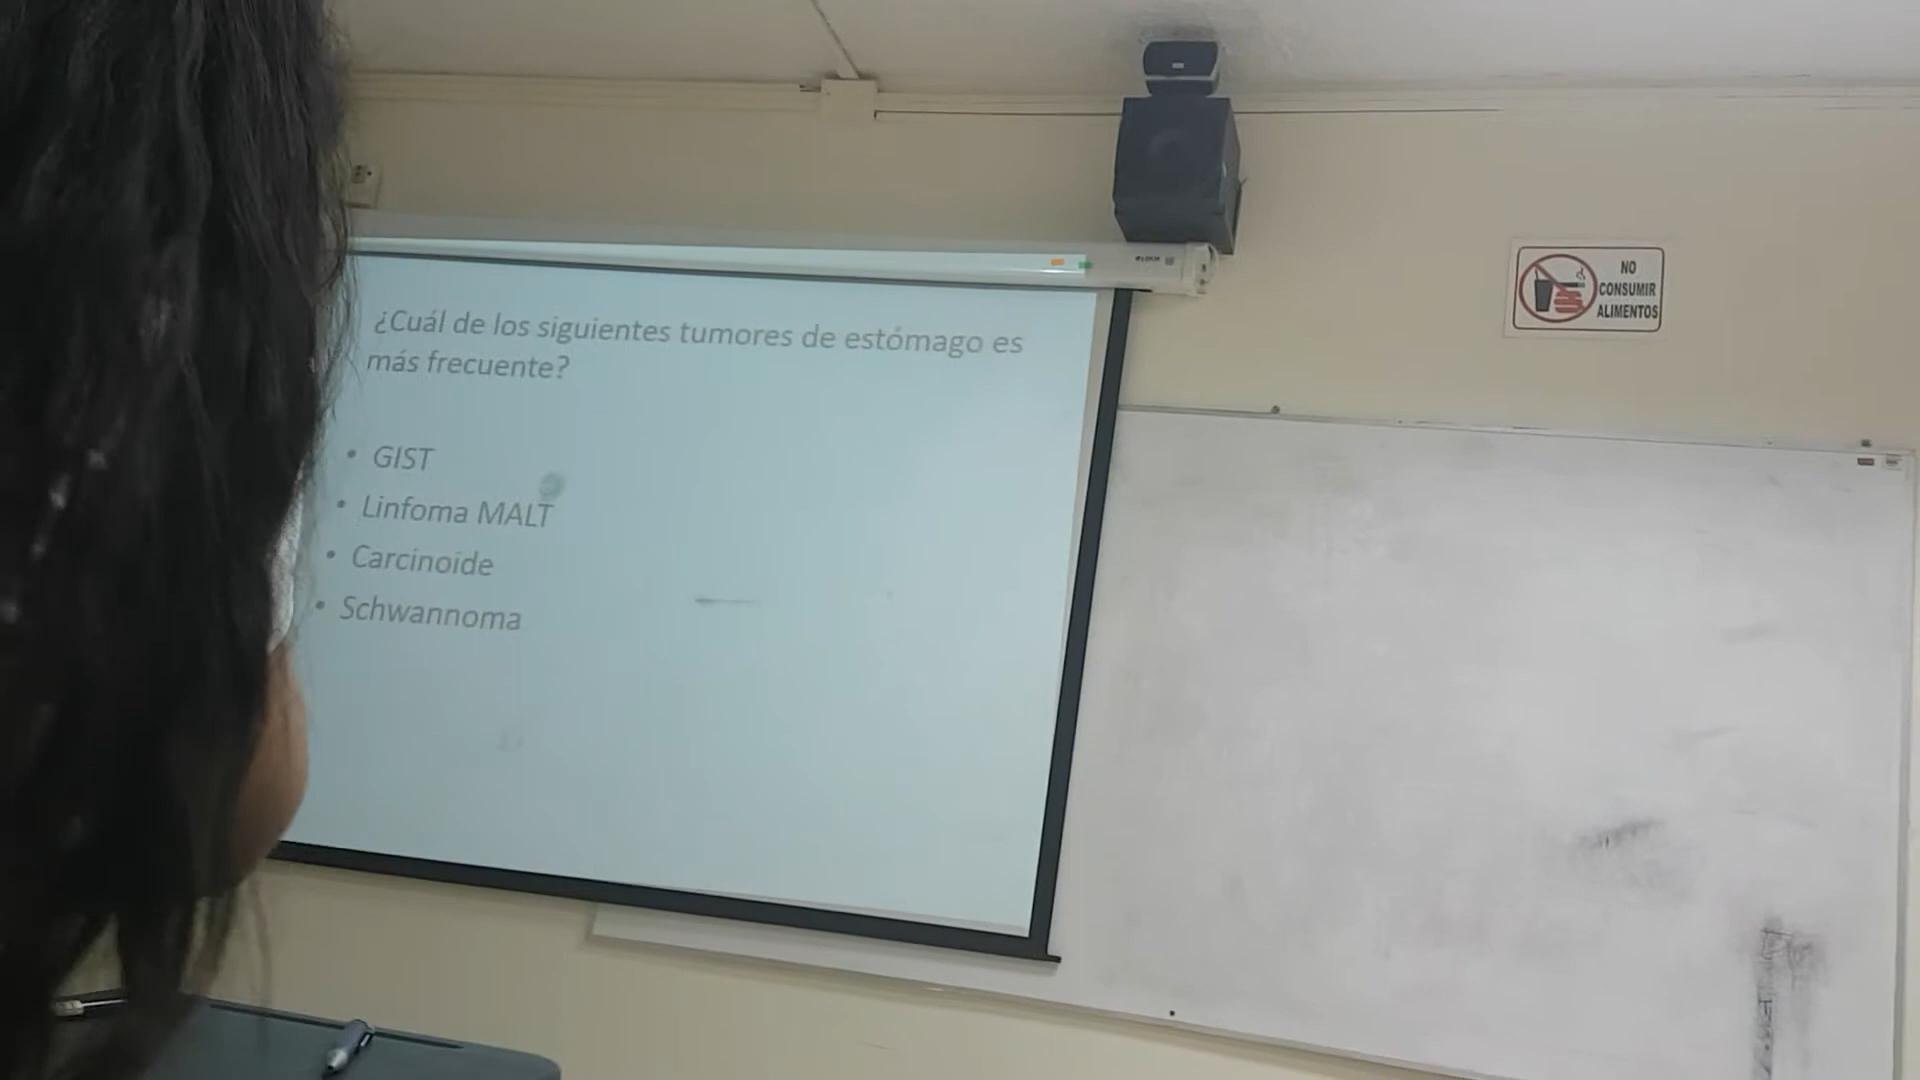 ¿Cuál de los siguientes tumores de estómago es
más frecuente?
• GIST
• Linfoma MALT
• Carcinoide
• Schwannoma
NO
CONSUMIR
ALIMENTOS